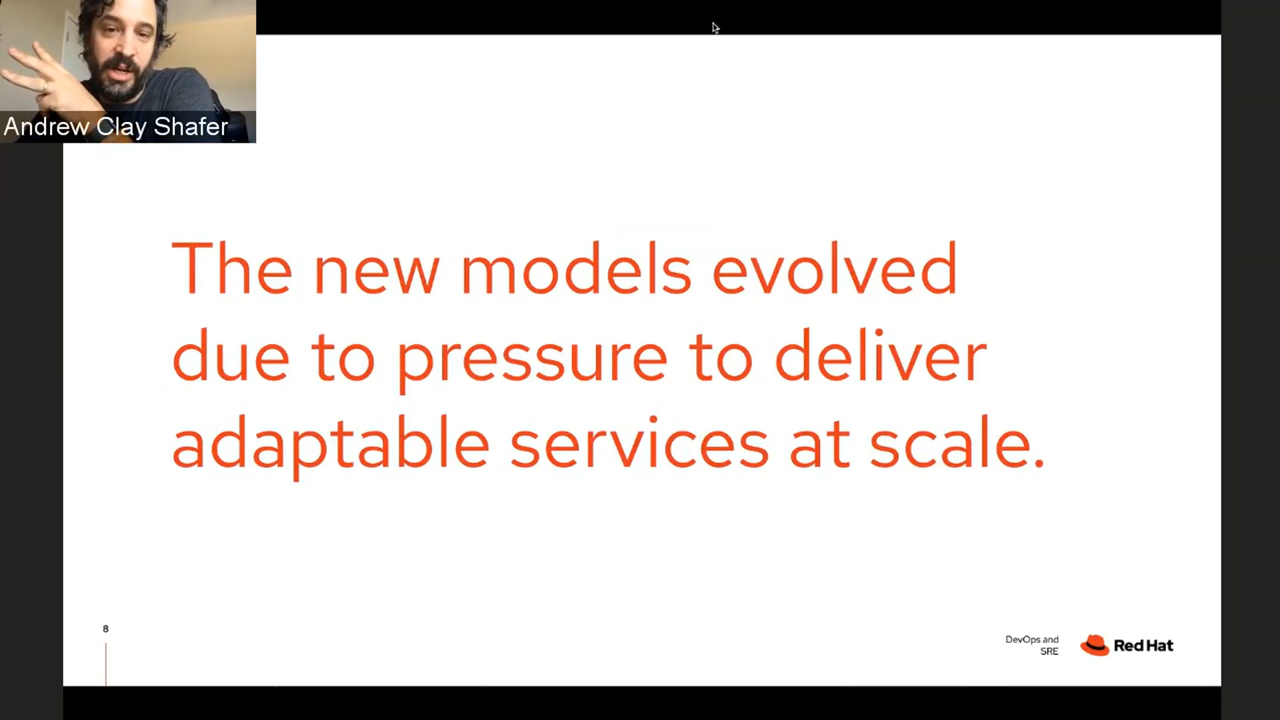 Andrew Clay Shafer
The new models evolved
due to pressure to deliver
adaptable services at scale.
8
DevOps and
SRE
Red Hat